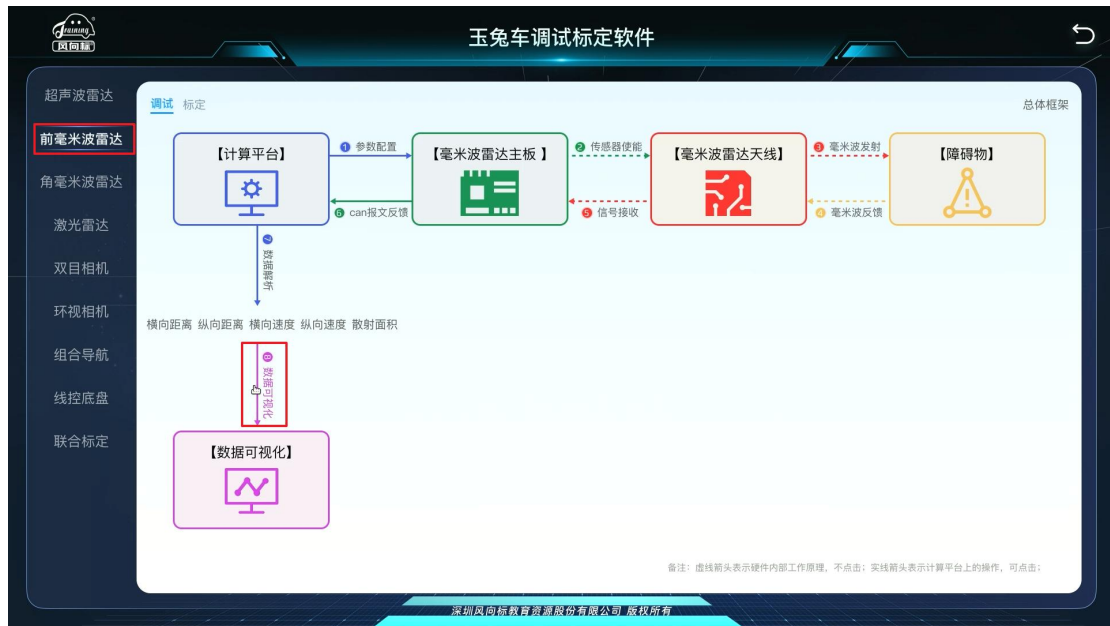 Training
风向标
玉兔车调试标定软件
超声波雷达
前毫米波雷达
角毫米波雷达
激光雷达
双目相机
环视相机
组合导航
线控底盘
联合标定
调试 标定
总体框架
【计算平台】
1 参数配置
【毫米波雷达主板 】
2 传感器使能
【毫米波雷达天线】
3 毫米波发射
【障碍物】
6 can报文反馈
5 信号接收
4 毫米波反馈
7 数据解析
横向距离 纵向距离 横向速度 纵向速度 散射面积
8 数据可视化
【数据可视化】
备注：虚线箭头表示硬件内部工作原理，不点击；实线箭头表示计算平台上的操作，可点击；
深圳风向标教育资源股份有限公司 版权所有